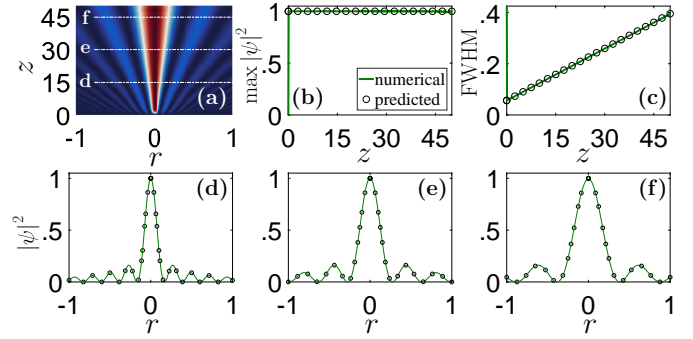 45
30
15
0
z
f
e
d
(a)
-1 0 1
r
1
.5
0
max |ψ|²
numerical
predicted
(b)
0 15 30 45
z
.4
.2
0
FWHM
(c)
0 15 30 45
z
1
.5
0
|ψ|²
(d)
-1 0 1
r
1
.5
0
(e)
-1 0 1
r
1
.5
0
(f)
-1 0 1
r